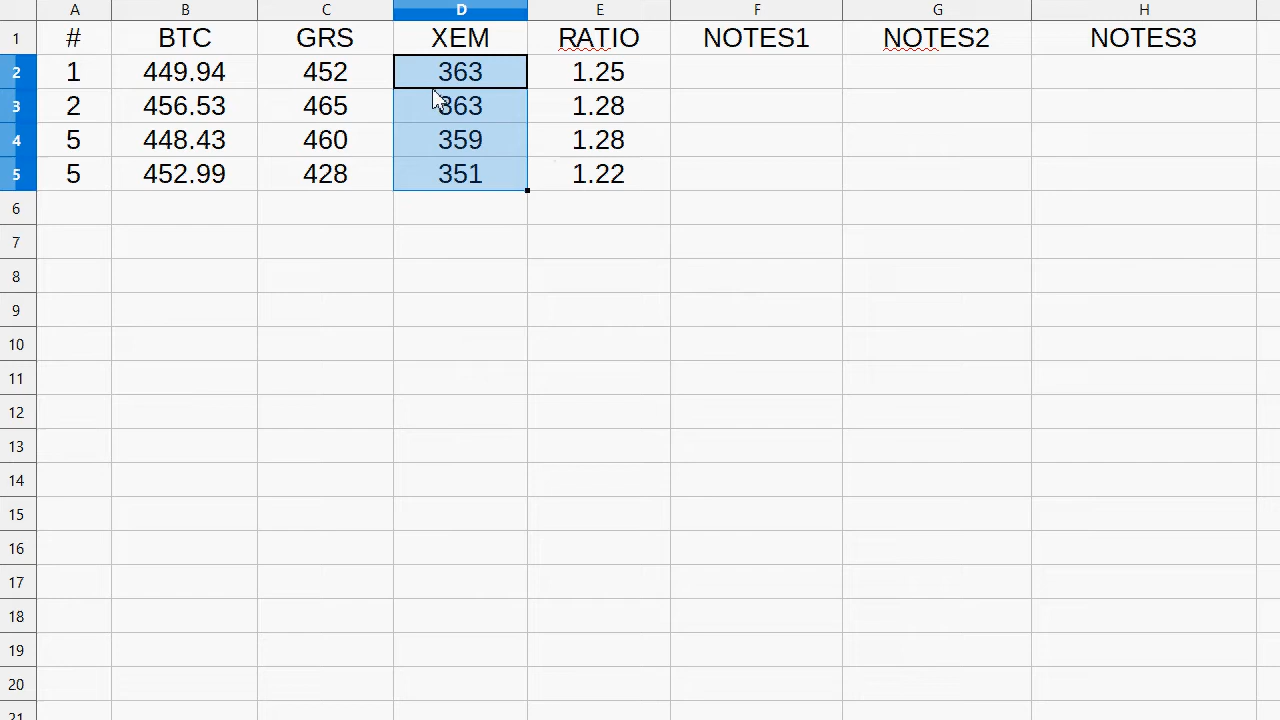 A B C D E F G H
1 # BTC GRS XEM RATIO NOTES1 NOTES2 NOTES3
2 1 449.94 452 363 1.25
3 2 456.53 465 363 1.28
4 5 448.43 460 359 1.28
5 5 452.99 428 351 1.22
6
7
8
9
10
11
12
13
14
15
16
17
18
19
20
21